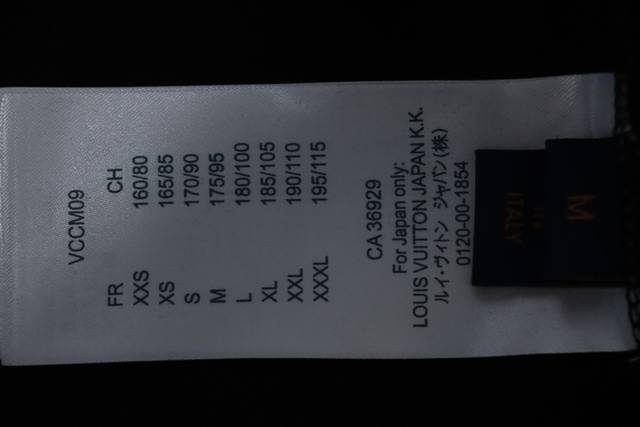 VCCM09
FR CH
XXS 160/80
XS 165/85
S 170/90
M 175/95
L 180/100
XL 185/105
XXL 190/110
XXXL 195/115
CA 36929
For Japan only:
LOUIS VUITTON JAPAN K.K.
ルイ・ヴィトン ジャパン(株)
0120-00-1854
IN
ITALY
M